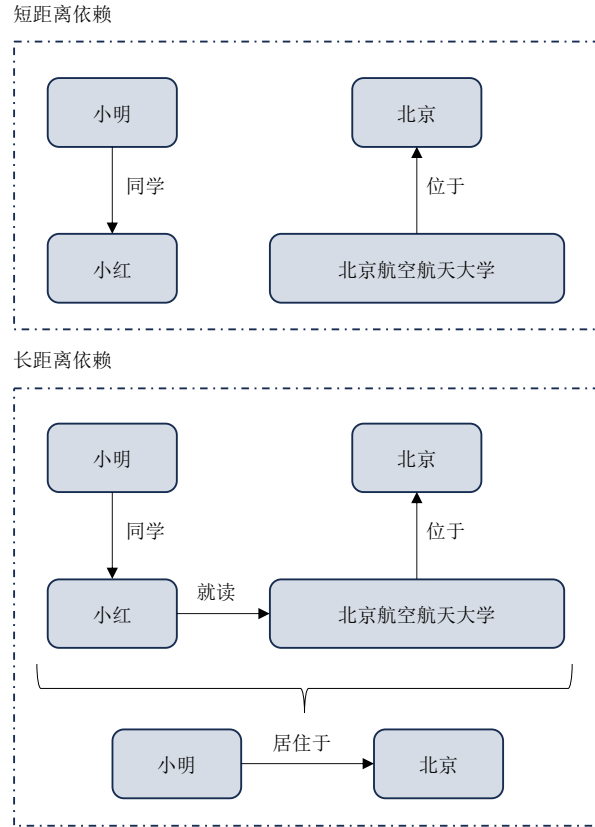 短距离依赖
小明
北京
同学
位于
小红
北京航空航天大学
长距离依赖
小明
北京
同学
位于
就读
小红
北京航空航天大学
居住于
小明
北京